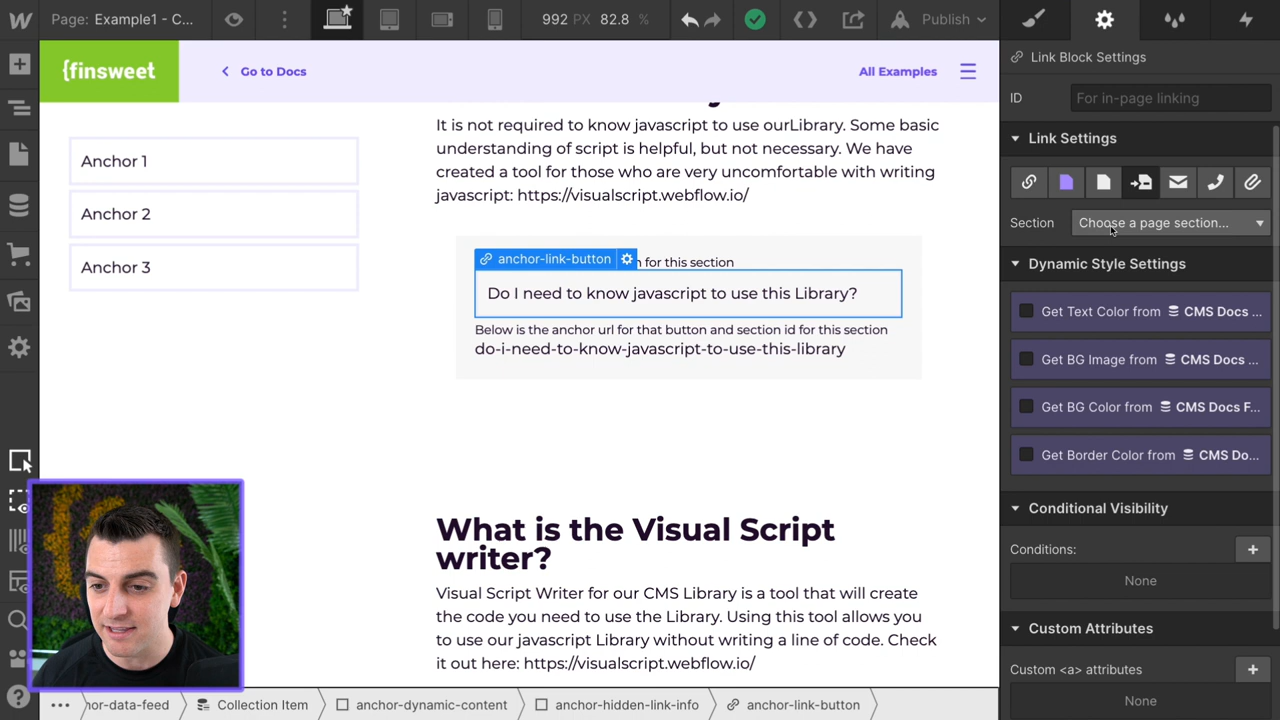 Page: Example1 - C...
992 PX 82.8 %
Publish
{finsweet
Go to Docs
All Examples
Anchor 1
Anchor 2
Anchor 3
It is not required to know javascript to use ourLibrary. Some basic
understanding of script is helpful, but not necessary. We have
created a tool for those who are very uncomfortable with writing
javascript: https://visualscript.webflow.io/
anchor-link-button
n for this section
Do I need to know javascript to use this Library?
Below is the anchor url for that button and section id for this section
do-i-need-to-know-javascript-to-use-this-library
What is the Visual Script
writer?
Visual Script Writer for our CMS Library is a tool that will create
the code you need to use the Library. Using this tool allows you
to use our javascript Library without writing a line of code. Check
it out here: https://visualscript.webflow.io/
Link Block Settings
ID For in-page linking
Link Settings
Section Choose a page section...
Dynamic Style Settings
Get Text Color from CMS Docs ...
Get BG Image from CMS Docs ...
Get BG Color from CMS Docs F...
Get Border Color from CMS Do...
Conditional Visibility
Conditions:
None
Custom Attributes
Custom <a> attributes
None
... nor-data-feed Collection Item anchor-dynamic-content anchor-hidden-link-info anchor-link-button